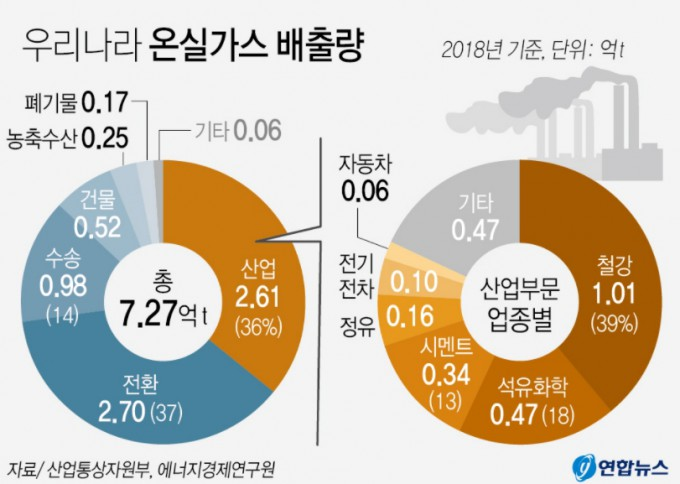 우리나라 온실가스 배출량
2018년 기준, 단위: 억t
폐기물 0.17
농축수산 0.25
기타 0.06
건물
0.52
수송
0.98
(14)
전환
2.70 (37)
산업
2.61
(36%)
총
7.27억t
자동차
0.06
전기
전자
0.10
정유
0.16
시멘트
0.34
(13)
석유화학
0.47 (18)
철강
1.01
(39%)
기타
0.47
산업부문
업종별
자료/ 산업통상자원부, 에너지경제연구원
연합뉴스